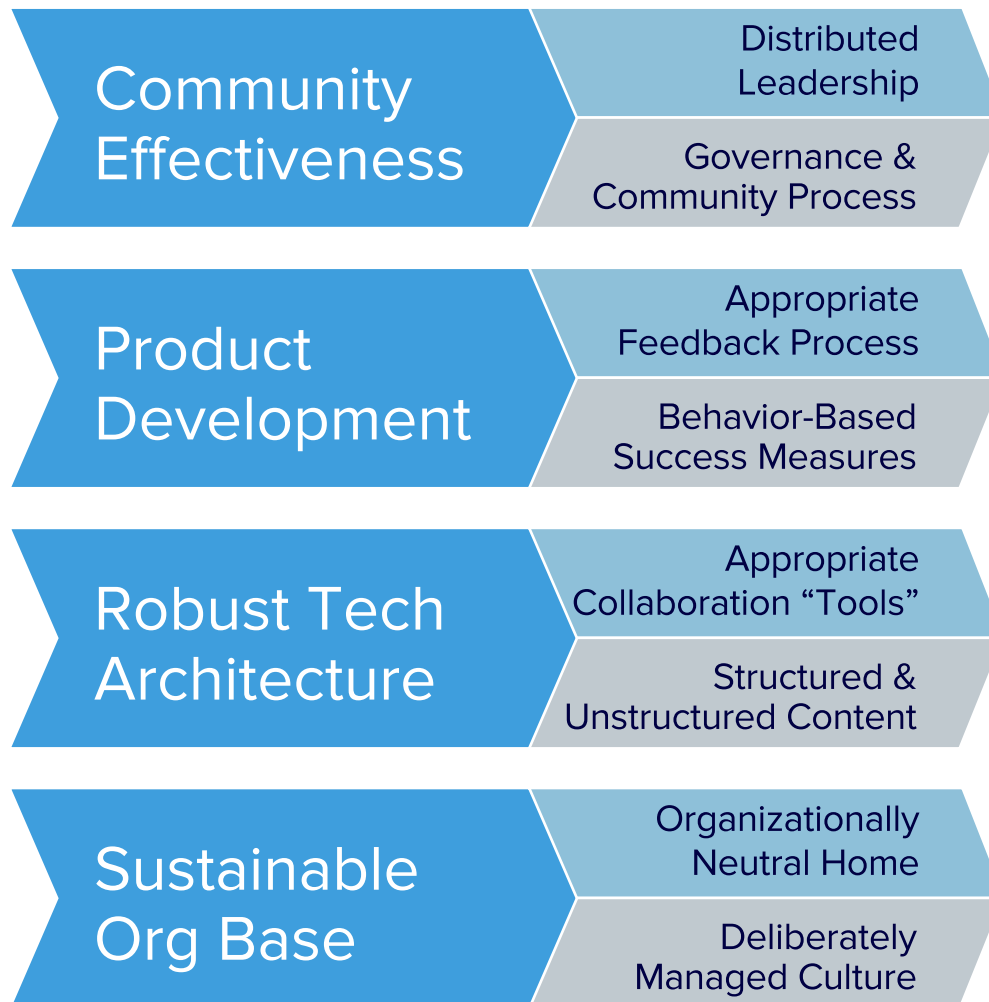 Community
Effectiveness
Distributed
Leadership
Governance &
Community Process
Product
Development
Appropriate
Feedback Process
Behavior-Based
Success Measures
Robust Tech
Architecture
Appropriate
Collaboration “Tools”
Structured &
Unstructured Content
Sustainable
Org Base
Organizationally
Neutral Home
Deliberately
Managed Culture